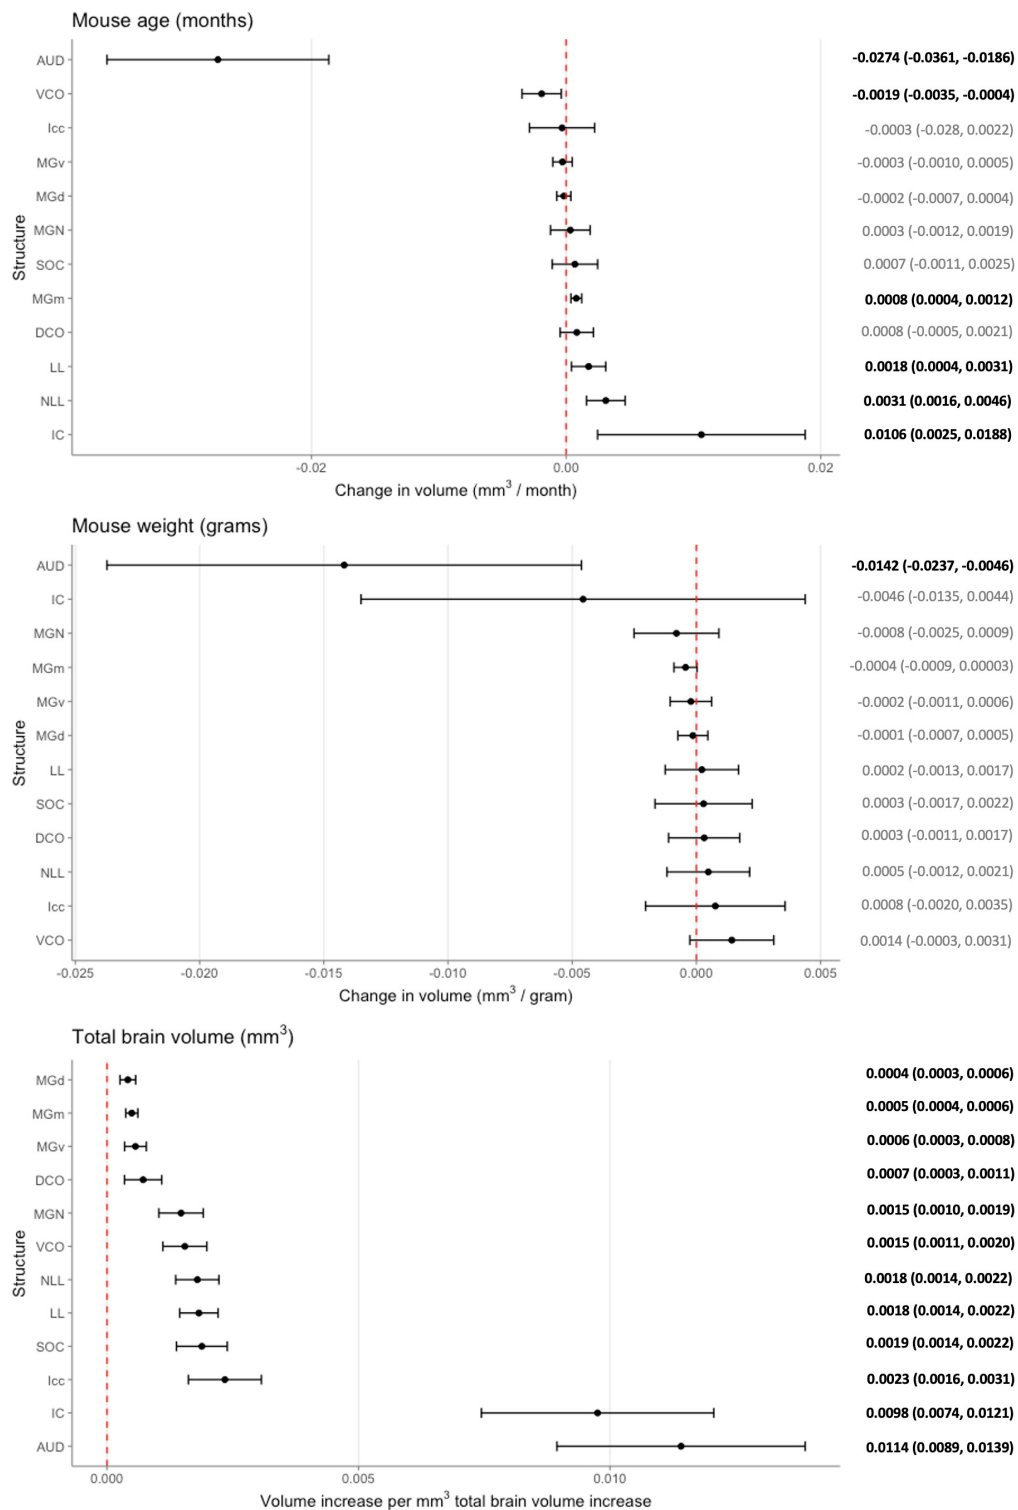 Mouse age (months)
AUD -0.0274 (-0.0361, -0.0186)
VCO -0.0019 (-0.0035, -0.0004)
Icc -0.0003 (-0.028, 0.0022)
MGv -0.0003 (-0.0010, 0.0005)
MGd -0.0002 (-0.0007, 0.0004)
MGN 0.0003 (-0.0012, 0.0019)
SOC 0.0007 (-0.0011, 0.0025)
MGm 0.0008 (0.0004, 0.0012)
DCO 0.0008 (-0.0005, 0.0021)
LL 0.0018 (0.0004, 0.0031)
NLL 0.0031 (0.0016, 0.0046)
IC 0.0106 (0.0025, 0.0188)
Structure
-0.02 0.00 0.02
Change in volume (mm³ / month)
Mouse weight (grams)
AUD -0.0142 (-0.0237, -0.0046)
IC -0.0046 (-0.0135, 0.0044)
MGN -0.0008 (-0.0025, 0.0009)
MGm -0.0004 (-0.0009, 0.00003)
MGv -0.0002 (-0.0011, 0.0006)
MGd -0.0001 (-0.0007, 0.0005)
LL 0.0002 (-0.0013, 0.0017)
SOC 0.0003 (-0.0017, 0.0022)
DCO 0.0003 (-0.0011, 0.0017)
NLL 0.0005 (-0.0012, 0.0021)
Icc 0.0008 (-0.0020, 0.0035)
VCO 0.0014 (-0.0003, 0.0031)
Structure
-0.025 -0.020 -0.015 -0.010 -0.005 0.000 0.005
Change in volume (mm³ / gram)
Total brain volume (mm³)
MGd 0.0004 (0.0003, 0.0006)
MGm 0.0005 (0.0004, 0.0006)
MGv 0.0006 (0.0003, 0.0008)
DCO 0.0007 (0.0003, 0.0011)
MGN 0.0015 (0.0010, 0.0019)
VCO 0.0015 (0.0011, 0.0020)
NLL 0.0018 (0.0014, 0.0022)
LL 0.0018 (0.0014, 0.0022)
SOC 0.0019 (0.0014, 0.0022)
Icc 0.0023 (0.0016, 0.0031)
IC 0.0098 (0.0074, 0.0121)
AUD 0.0114 (0.0089, 0.0139)
Structure
0.000 0.005 0.010
Volume increase per mm³ total brain volume increase